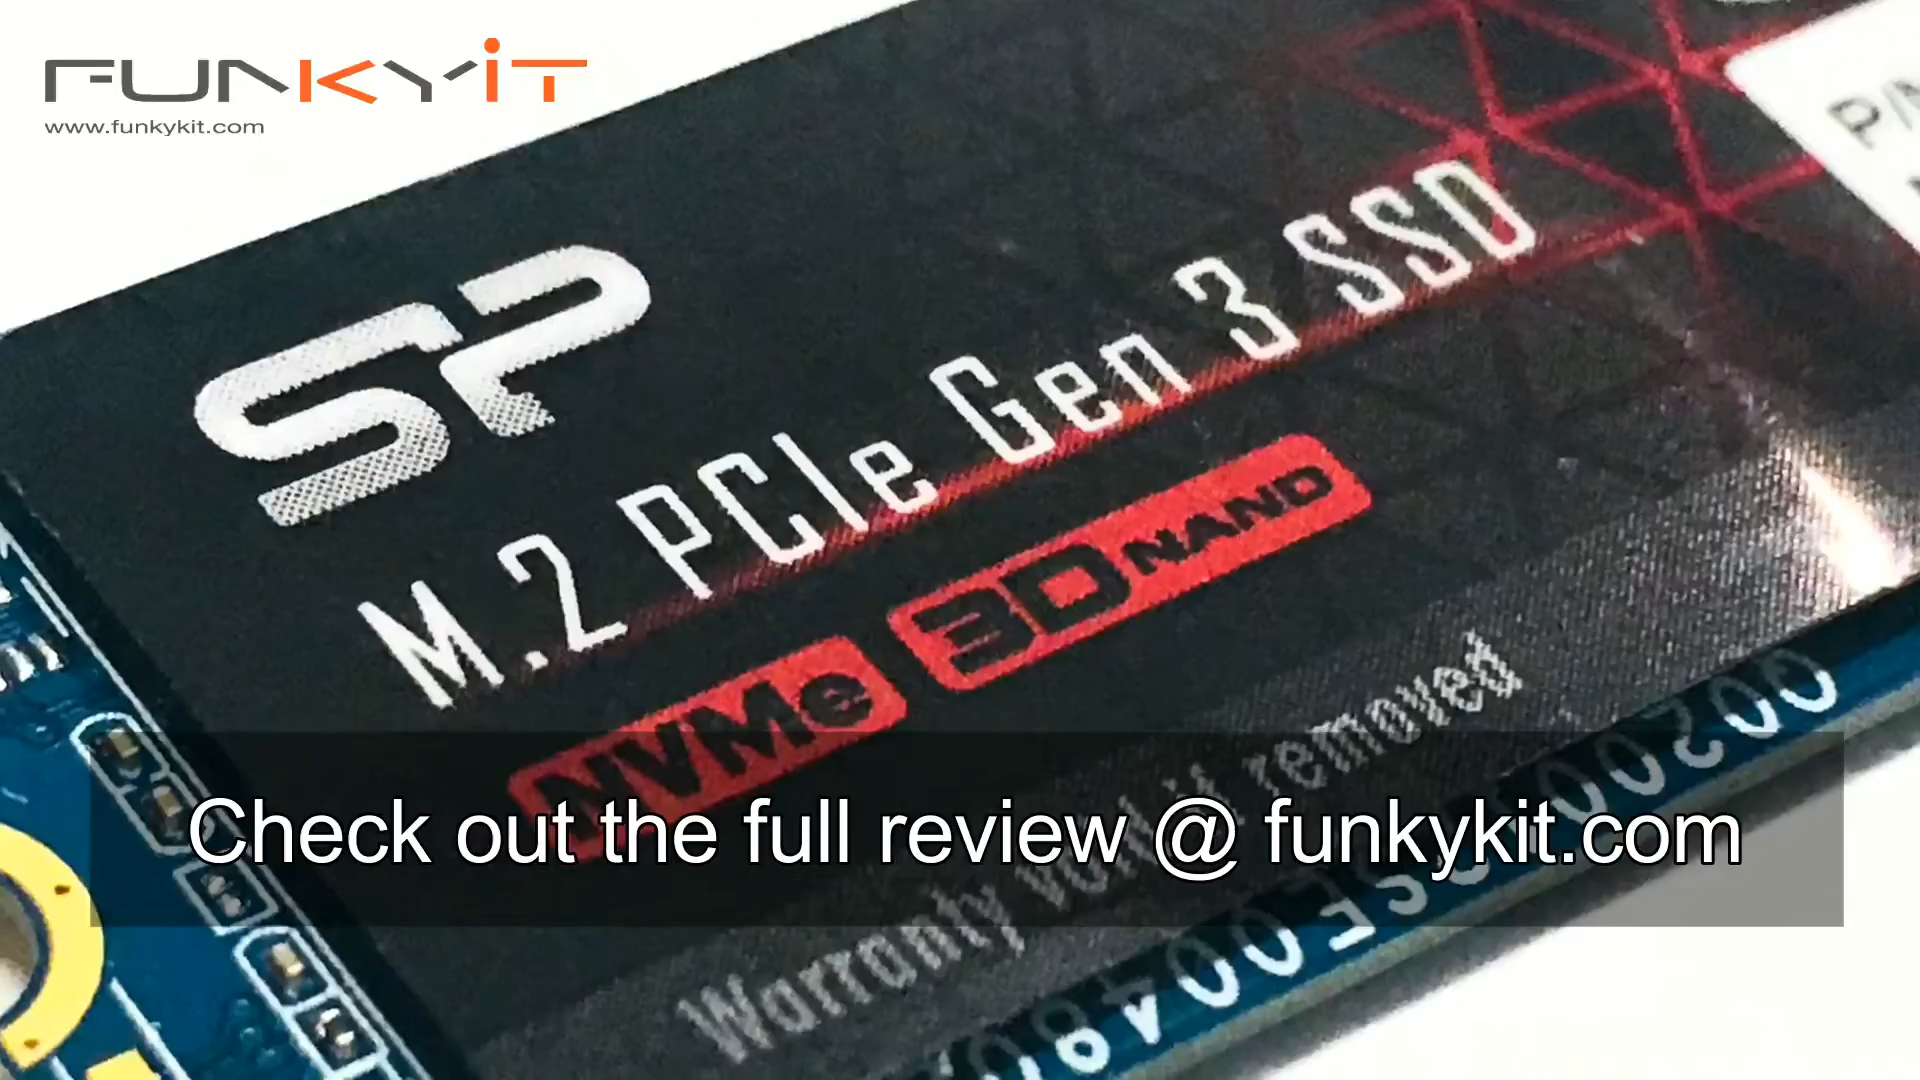 FUNKYiT
www.funkykit.com
P/N
SP
M.2 PCIe Gen 3 SSD
NVMe 3D NAND
Warranty void if removed
Check out the full review @ funkykit.com